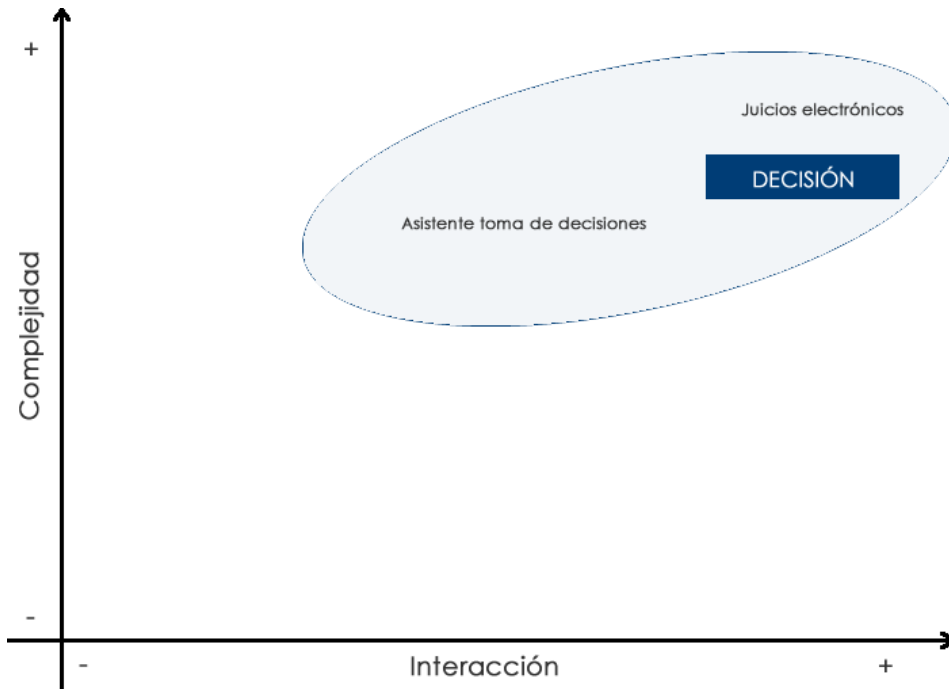 +
Juicios electrónicos
DECISIÓN
Asistente toma de decisiones
Complejidad
-
-
Interacción
+